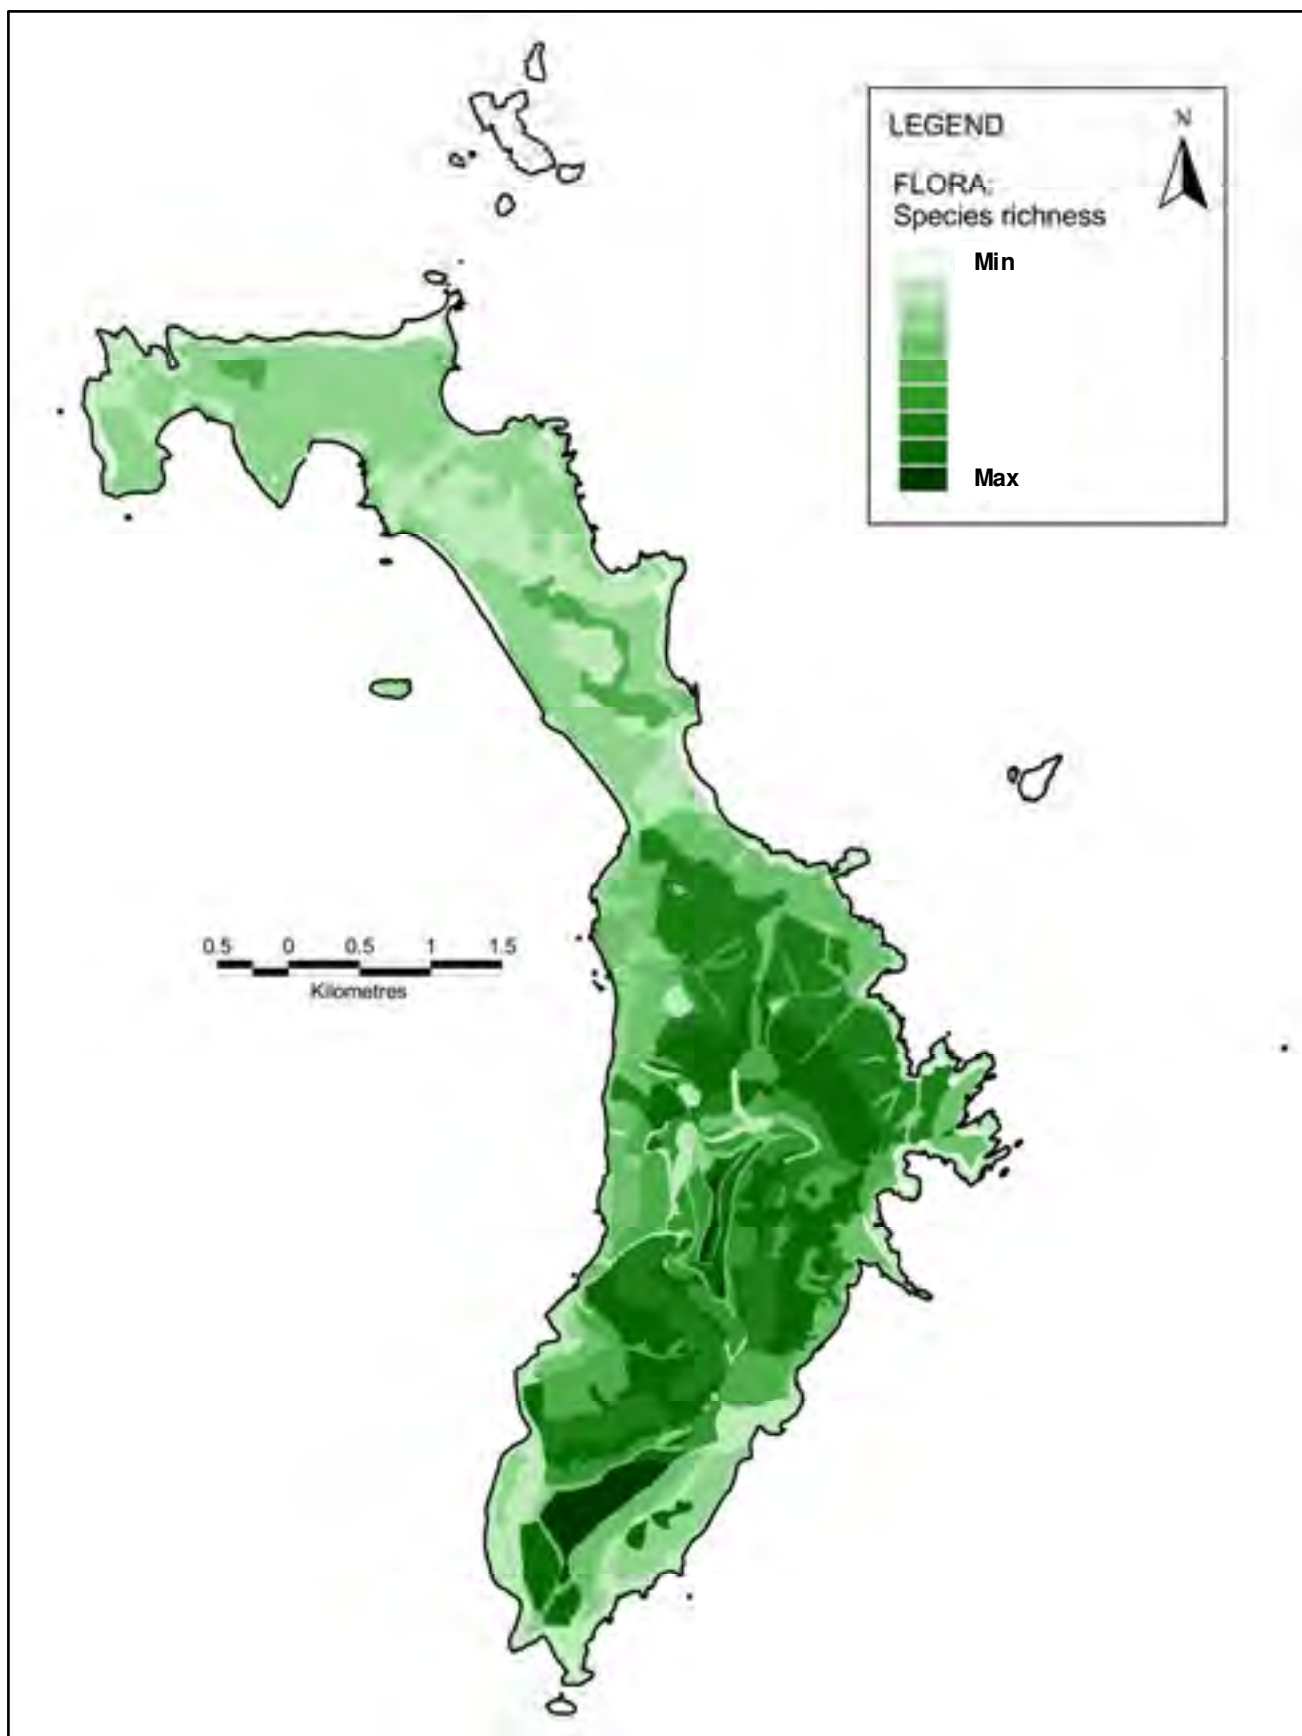 LEGEND
N
FLORA:
Species richness
Min
Max
0.5 0 0.5 1 1.5
Kilometres